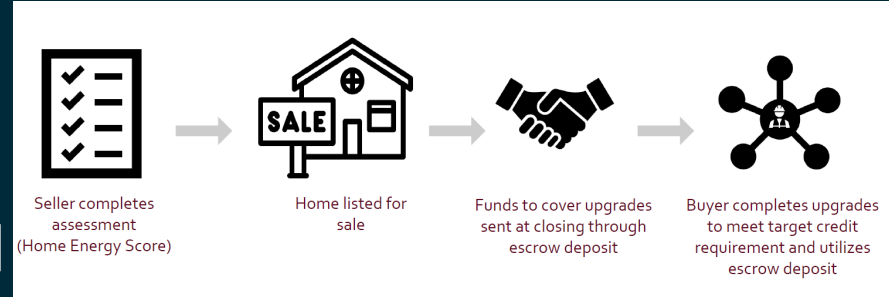 SALE
Seller completes
assessment
(Home Energy Score)
Home listed for
sale
Funds to cover upgrades
sent at closing through
escrow deposit
Buyer completes upgrades
to meet target credit
requirement and utilizes
escrow deposit